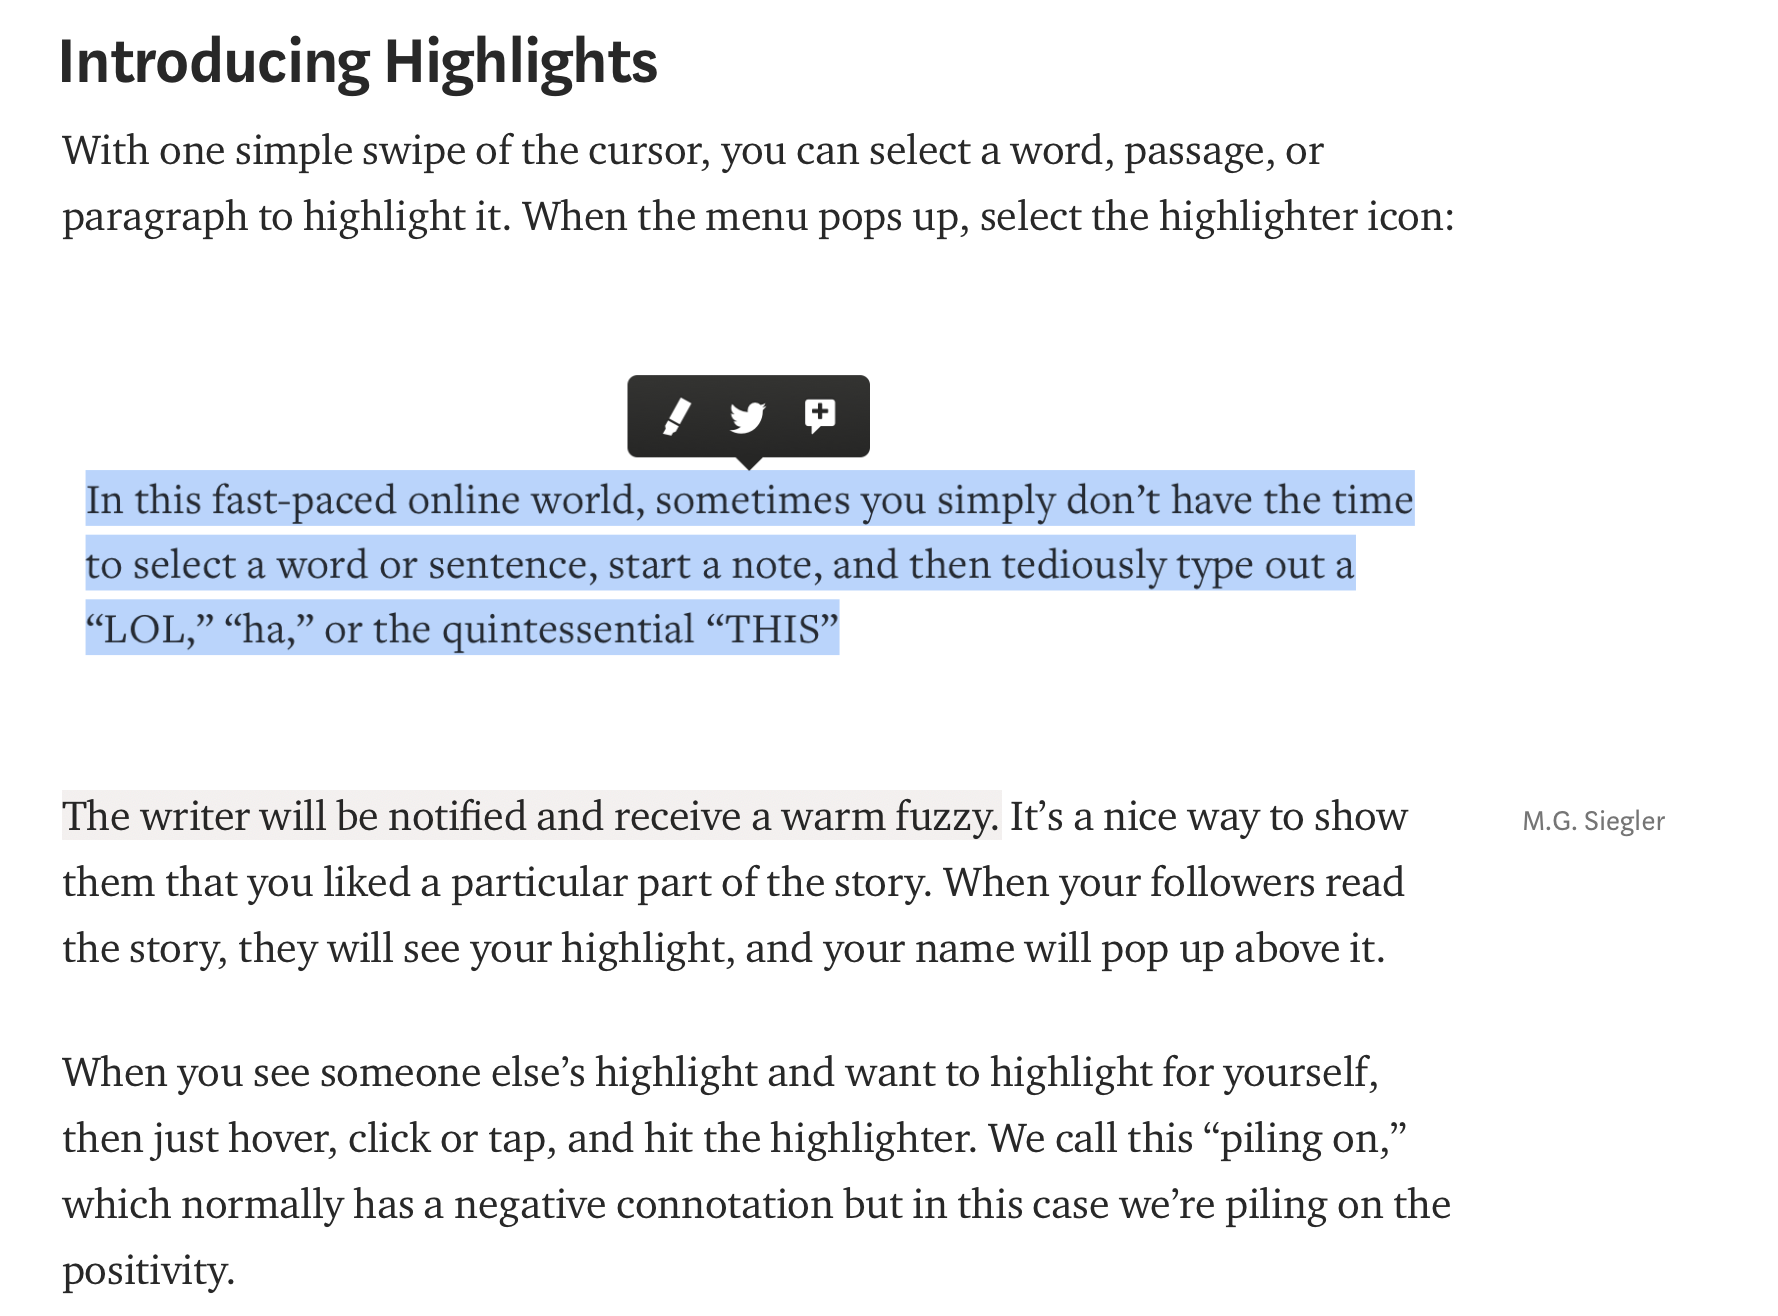 Introducing Highlights
With one simple swipe of the cursor, you can select a word, passage, or
paragraph to highlight it. When the menu pops up, select the highlighter icon:
In this fast-paced online world, sometimes you simply don’t have the time
to select a word or sentence, start a note, and then tediously type out a
“LOL,” “ha,” or the quintessential “THIS”
The writer will be notified and receive a warm fuzzy. It’s a nice way to show
M.G. Siegler
them that you liked a particular part of the story. When your followers read
the story, they will see your highlight, and your name will pop up above it.
When you see someone else’s highlight and want to highlight for yourself,
then just hover, click or tap, and hit the highlighter. We call this “piling on,”
which normally has a negative connotation but in this case we’re piling on the
positivity.